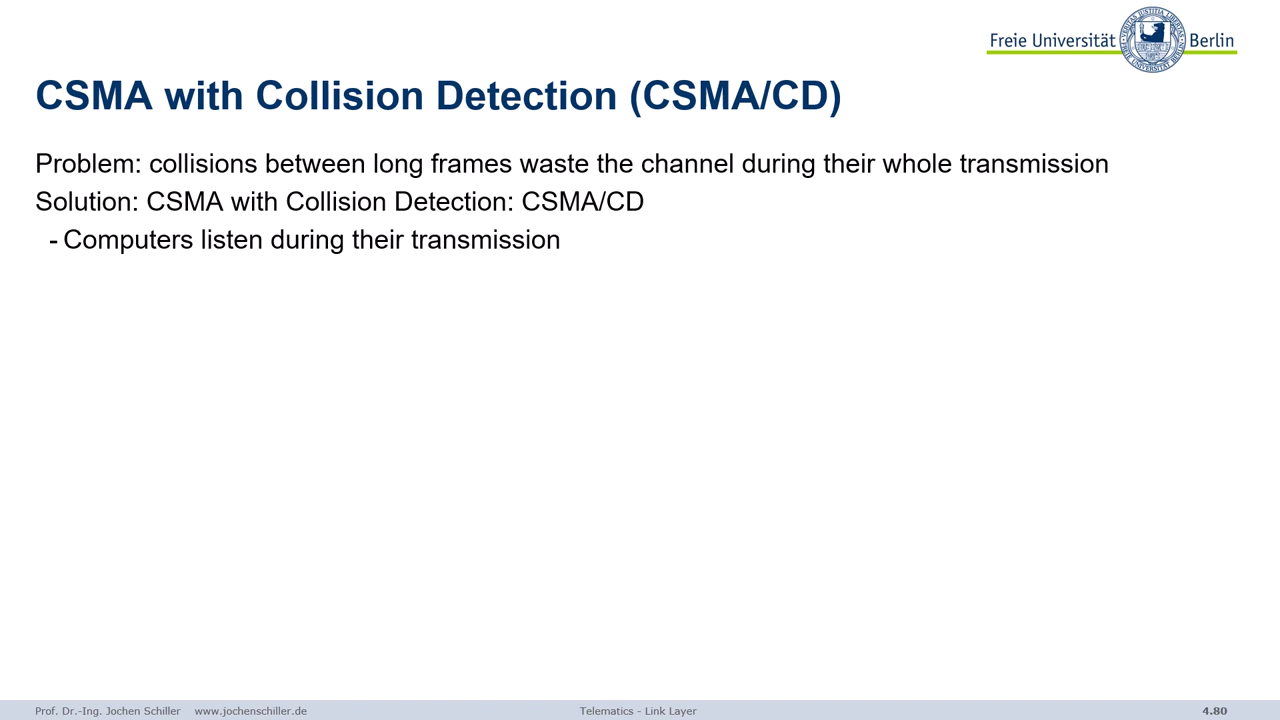 Freie Universität Berlin
CSMA with Collision Detection (CSMA/CD)
Problem: collisions between long frames waste the channel during their whole transmission
Solution: CSMA with Collision Detection: CSMA/CD
- Computers listen during their transmission
Prof. Dr.-Ing. Jochen Schiller www.jochenschiller.de Telematics - Link Layer 4.80